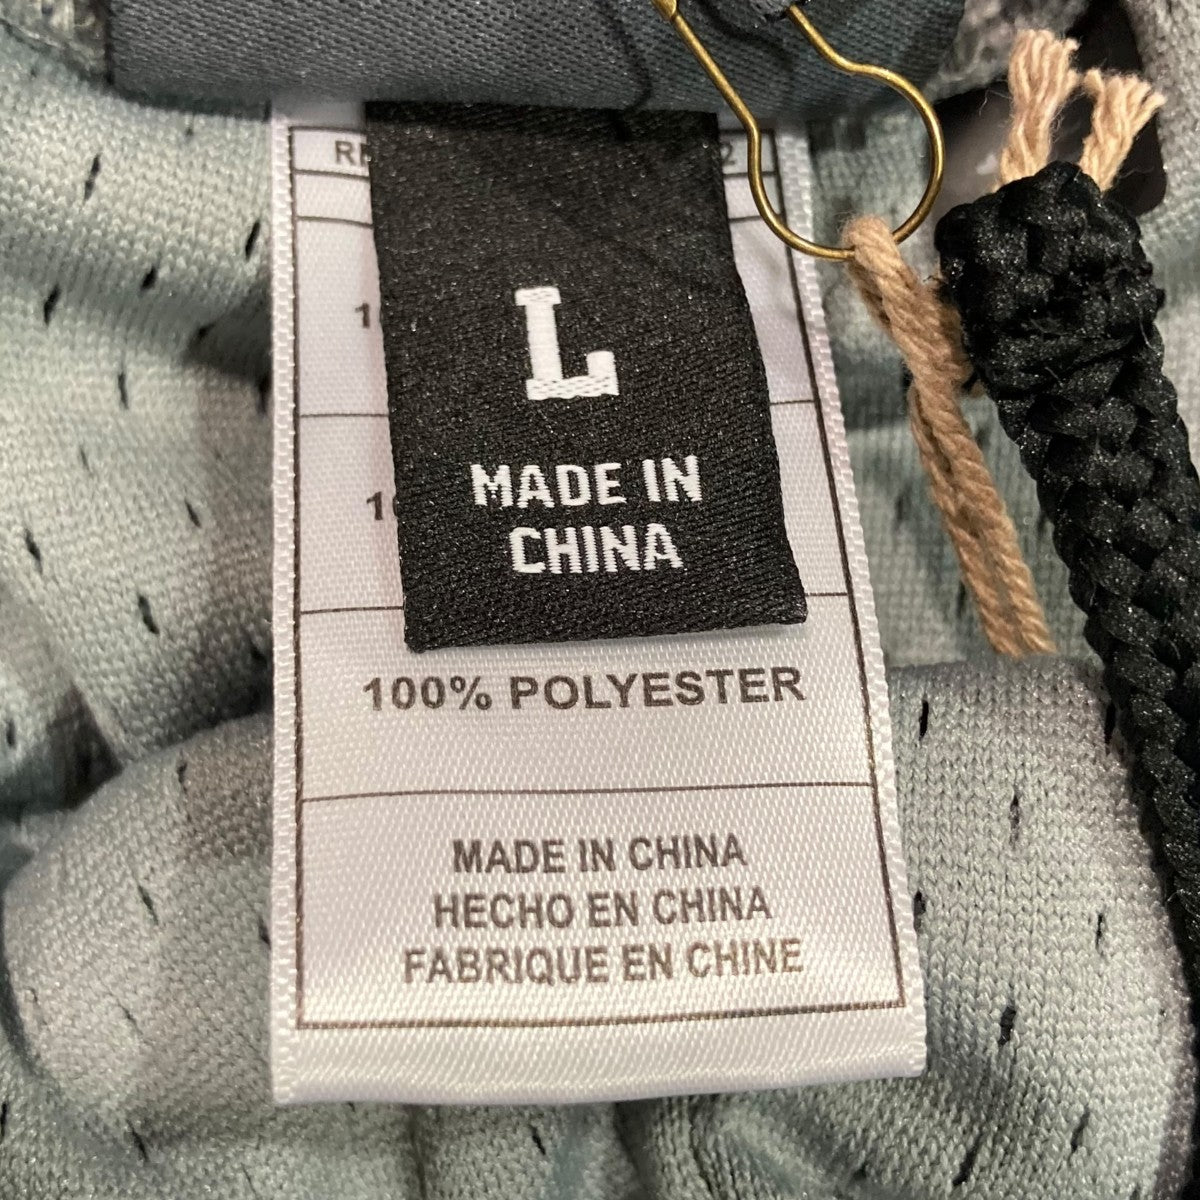 L
MADE IN
CHINA
100% POLYESTER
MADE IN CHINA
HECHO EN CHINA
FABRIQUE EN CHINE